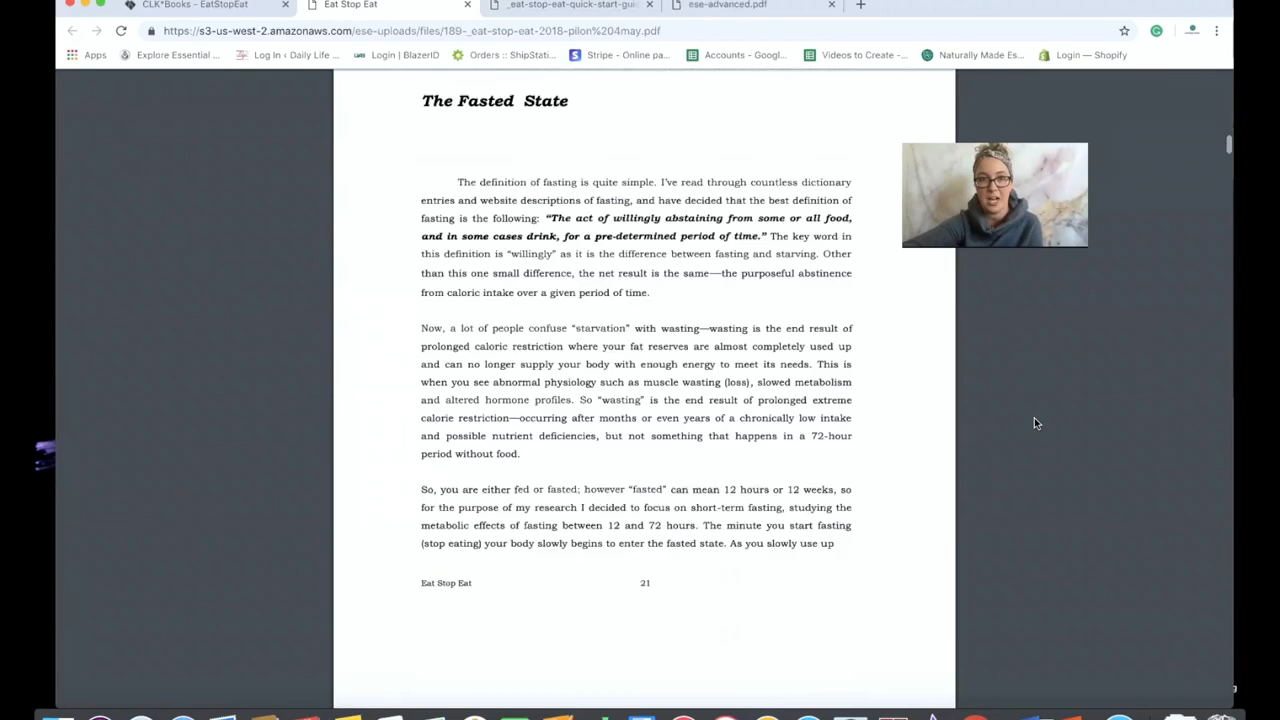 CLK*Books - EatStopEat
Eat Stop Eat
_eat-stop-eat-quick-start-gui
ese-advanced.pdf
https://s3-us-west-2.amazonaws.com/ese-uploads/files/189-_eat-stop-eat-2018-pilon%204may.pdf
Apps
Explore Essential ...
Log In ‹ Daily Life ...
Login | BlazerID
Orders :: ShipStati...
Stripe - Online pa...
Accounts - Googl...
Videos to Create -...
Naturally Made Es...
Login — Shopify
The Fasted State
The definition of fasting is quite simple. I've read through countless dictionary
entries and website descriptions of fasting, and have decided that the best definition of
fasting is the following: “The act of willingly abstaining from some or all food,
and in some cases drink, for a pre-determined period of time.” The key word in
this definition is “willingly” as it is the difference between fasting and starving. Other
than this one small difference, the net result is the same—the purposeful abstinence
from caloric intake over a given period of time.
Now, a lot of people confuse “starvation” with wasting—wasting is the end result of
prolonged caloric restriction where your fat reserves are almost completely used up
and can no longer supply your body with enough energy to meet its needs. This is
when you see abnormal physiology such as muscle wasting (loss), slowed metabolism
and altered hormone profiles. So “wasting” is the end result of prolonged extreme
calorie restriction—occurring after months or even years of a chronically low intake
and possible nutrient deficiencies, but not something that happens in a 72-hour
period without food.
So, you are either fed or fasted; however “fasted” can mean 12 hours or 12 weeks, so
for the purpose of my research I decided to focus on short-term fasting, studying the
metabolic effects of fasting between 12 and 72 hours. The minute you start fasting
(stop eating) your body slowly begins to enter the fasted state. As you slowly use up
Eat Stop Eat
21